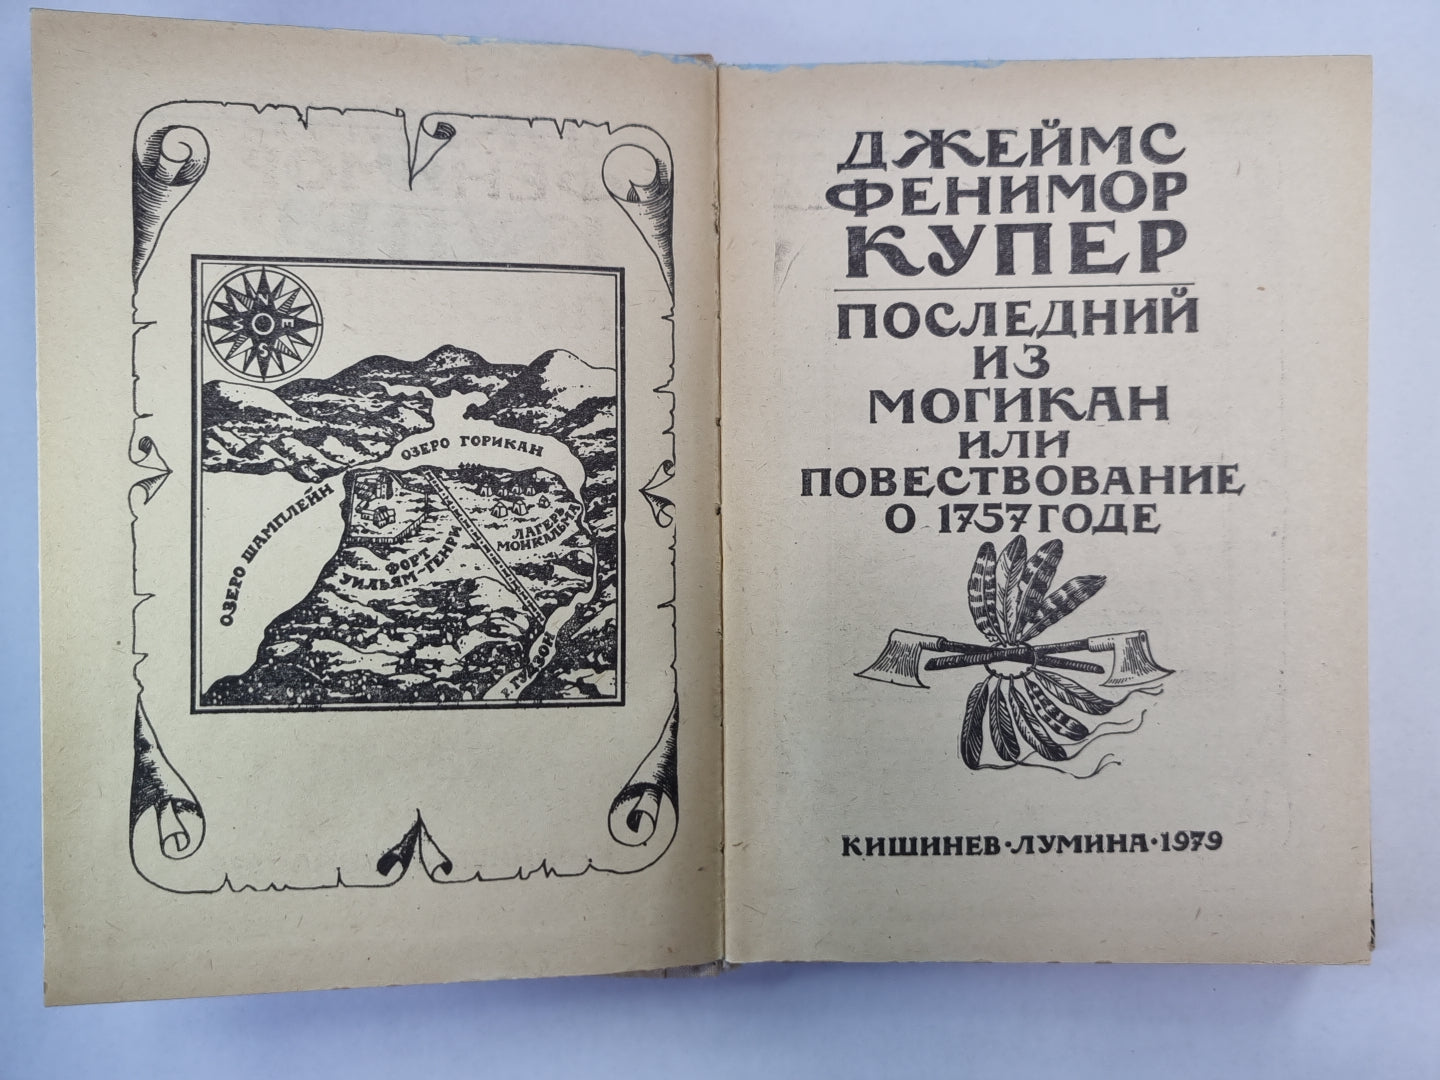 N
W E
S
ОЗЕРО ГОРИКАН
ОЗЕРО ШАМПЛЕЙН
ФОРТ
УИЛЬЯМ-ГЕНРИ
ЛАГЕРЬ
МОНКАЛЬМА
Р. ГУДЗОН
ДЖЕЙМС
ФЕНИМОР
КУПЕР
ПОСЛЕДНИЙ
ИЗ
МОГИКАН
ИЛИ
ПОВЕСТВОВАНИЕ
О 1757 ГОДЕ
КИШИНЕВ·ЛУМИНА·1979